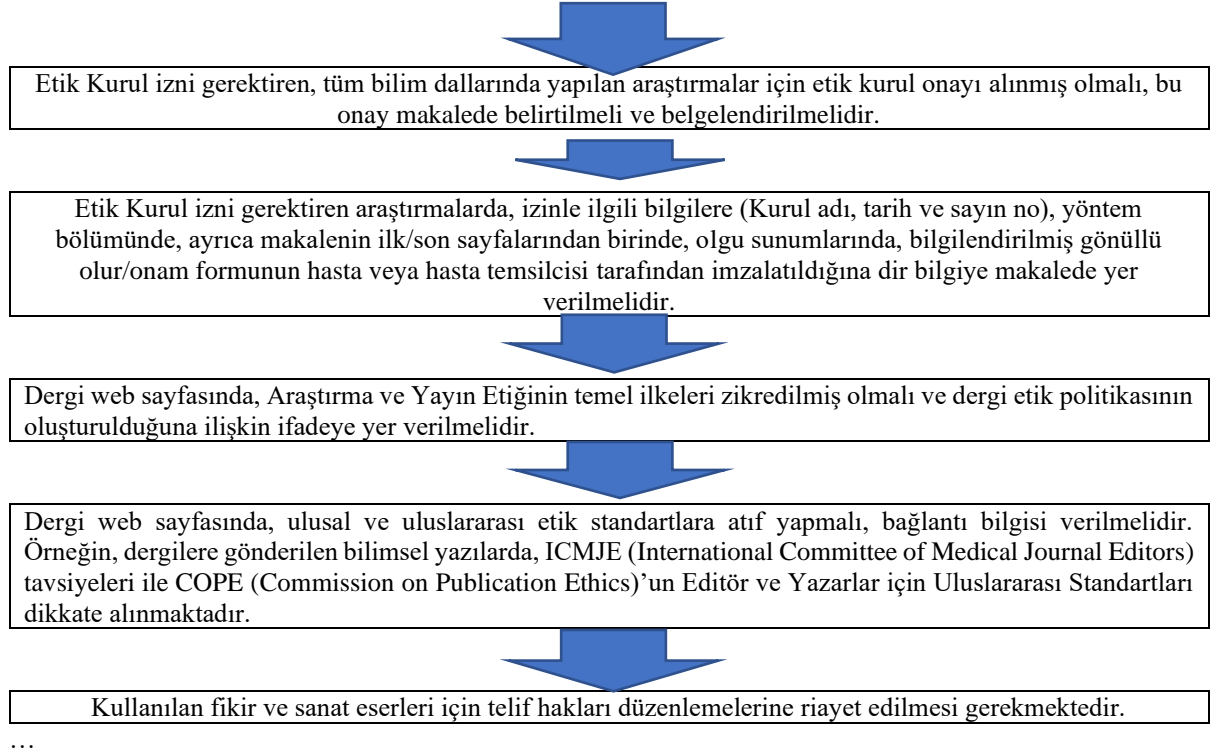 Etik Kurul izni gerektiren, tüm bilim dallarında yapılan araştırmalar için etik kurul onayı alınmış olmalı, bu
onay makalede belirtilmeli ve belgelendirilmelidir.
Etik Kurul izni gerektiren araştırmalarda, izinle ilgili bilgilere (Kurul adı, tarih ve sayın no), yöntem
bölümünde, ayrıca makalenin ilk/son sayfalarından birinde, olgu sunumlarında, bilgilendirilmiş gönüllü
olur/onam formunun hasta veya hasta temsilcisi tarafından imzalatıldığına dir bilgiye makalede yer
verilmelidir.
Dergi web sayfasında, Araştırma ve Yayın Etiğinin temel ilkeleri zikredilmiş olmalı ve dergi etik politikasının
oluşturulduğuna ilişkin ifadeye yer verilmelidir.
Dergi web sayfasında, ulusal ve uluslararası etik standartlara atıf yapmalı, bağlantı bilgisi verilmelidir.
Örneğin, dergilere gönderilen bilimsel yazılarda, ICMJE (International Committee of Medical Journal Editors)
tavsiyeleri ile COPE (Commission on Publication Ethics)’un Editör ve Yazarlar için Uluslararası Standartları
dikkate alınmaktadır.
Kullanılan fikir ve sanat eserleri için telif hakları düzenlemelerine riayet edilmesi gerekmektedir.
…